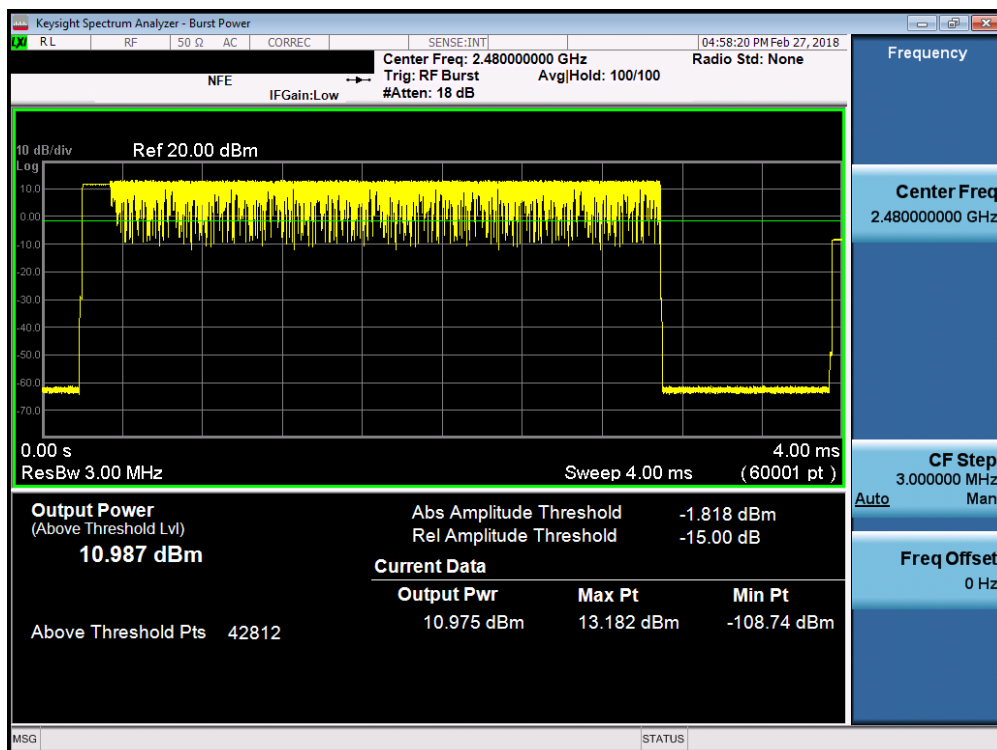 Keysight Spectrum Analyzer - Burst Power
LXI RL RF 50 Ω AC CORREC SENSE:INT 04:58:20 PM Feb 27, 2018
Center Freq: 2.480000000 GHz Radio Std: None
NFE Trig: RF Burst Avg|Hold: 100/100
IFGain:Low #Atten: 18 dB
10 dB/div Ref 20.00 dBm
Log
10.0
0.00
-10.0
-20.0
-30.0
-40.0
-50.0
-60.0
-70.0
0.00 s 4.00 ms
ResBw 3.00 MHz Sweep 4.00 ms (60001 pt)
Output Power
(Above Threshold Lvl)
10.987 dBm
Above Threshold Pts 42812
Abs Amplitude Threshold -1.818 dBm
Rel Amplitude Threshold -15.00 dB
Current Data
Output Pwr Max Pt Min Pt
10.975 dBm 13.182 dBm -108.74 dBm
MSG STATUS
Frequency
Center Freq
2.480000000 GHz
CF Step
3.000000 MHz
Auto Man
Freq Offset
0 Hz